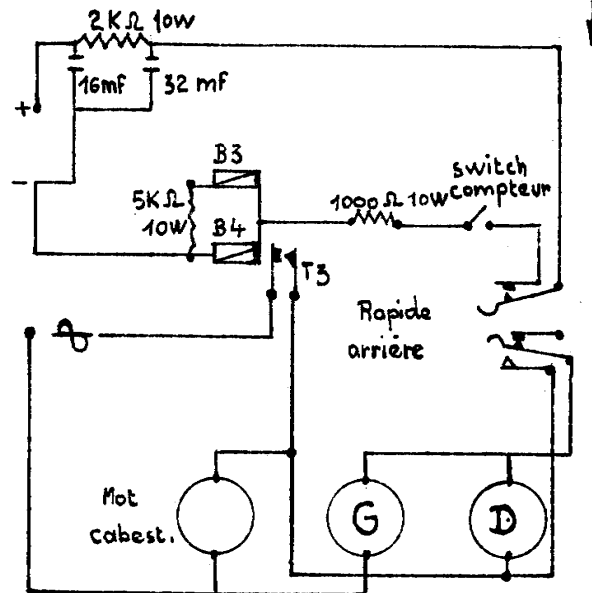 2KΩ 10W
16mf
32 mf
+
-
B3
5KΩ
10W
B4
T3
1000Ω 10W
switch
compteur
Rapide
arrière
Mot
cabest.
G
D